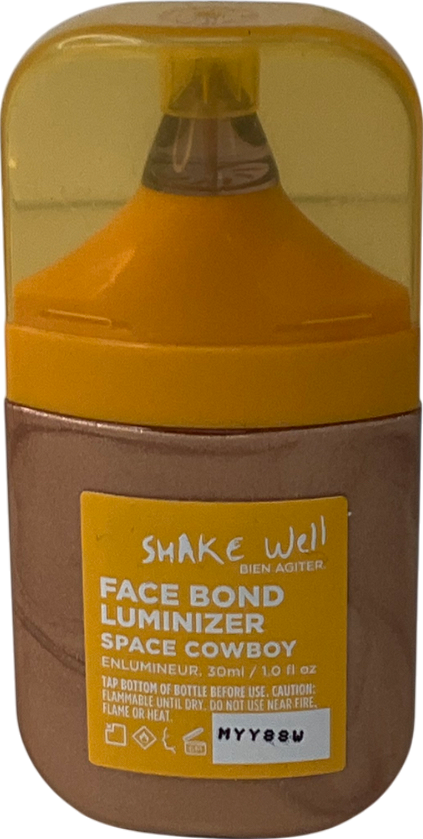 SHAKE Well
BIEN AGITER.
FACE BOND
LUMINIZER
SPACE COWBOY
ENLUMINEUR, 30ml / 1.0 fl oz
TAP BOTTOM OF BOTTLE BEFORE USE. CAUTION:
FLAMMABLE UNTIL DRY. DO NOT USE NEAR FIRE,
FLAME OR HEAT.
MYY88W